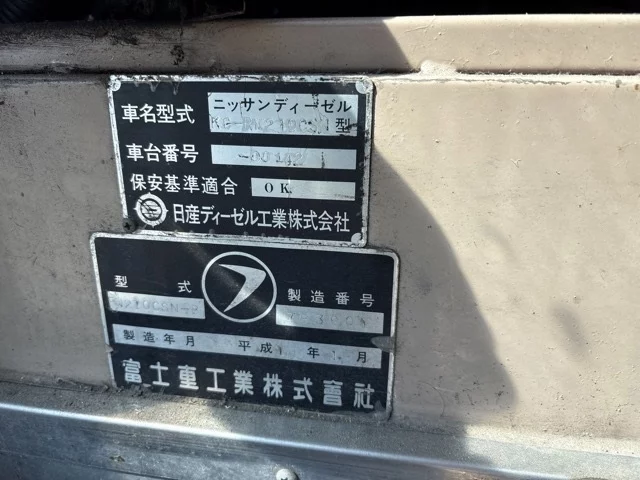 車名型式 ニッサンディーゼル
型
車台番号
保安基準適合 OK
日産ディーゼル工業株式会社
型式 製造番号
製造年月 平成 年 月
富士重工業株式會社